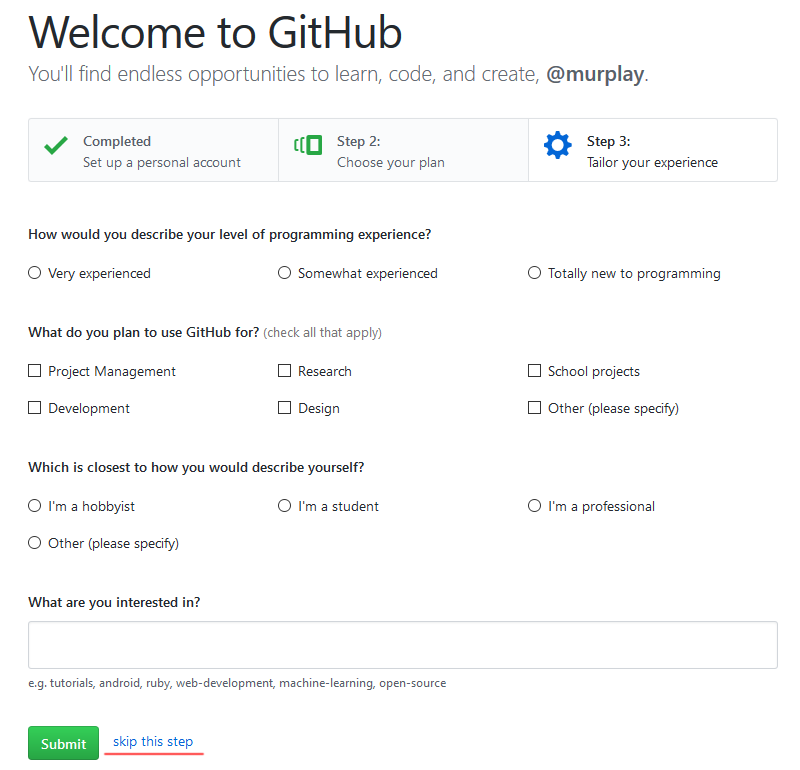 Welcome to GitHub
You'll find endless opportunities to learn, code, and create, @murplay.
Completed
Set up a personal account
Step 2:
Choose your plan
Step 3:
Tailor your experience
How would you describe your level of programming experience?
Very experienced
Somewhat experienced
Totally new to programming
What do you plan to use GitHub for? (check all that apply)
Project Management
Research
School projects
Development
Design
Other (please specify)
Which is closest to how you would describe yourself?
I'm a hobbyist
I'm a student
I'm a professional
Other (please specify)
What are you interested in?
e.g. tutorials, android, ruby, web-development, machine-learning, open-source
Submit
skip this step